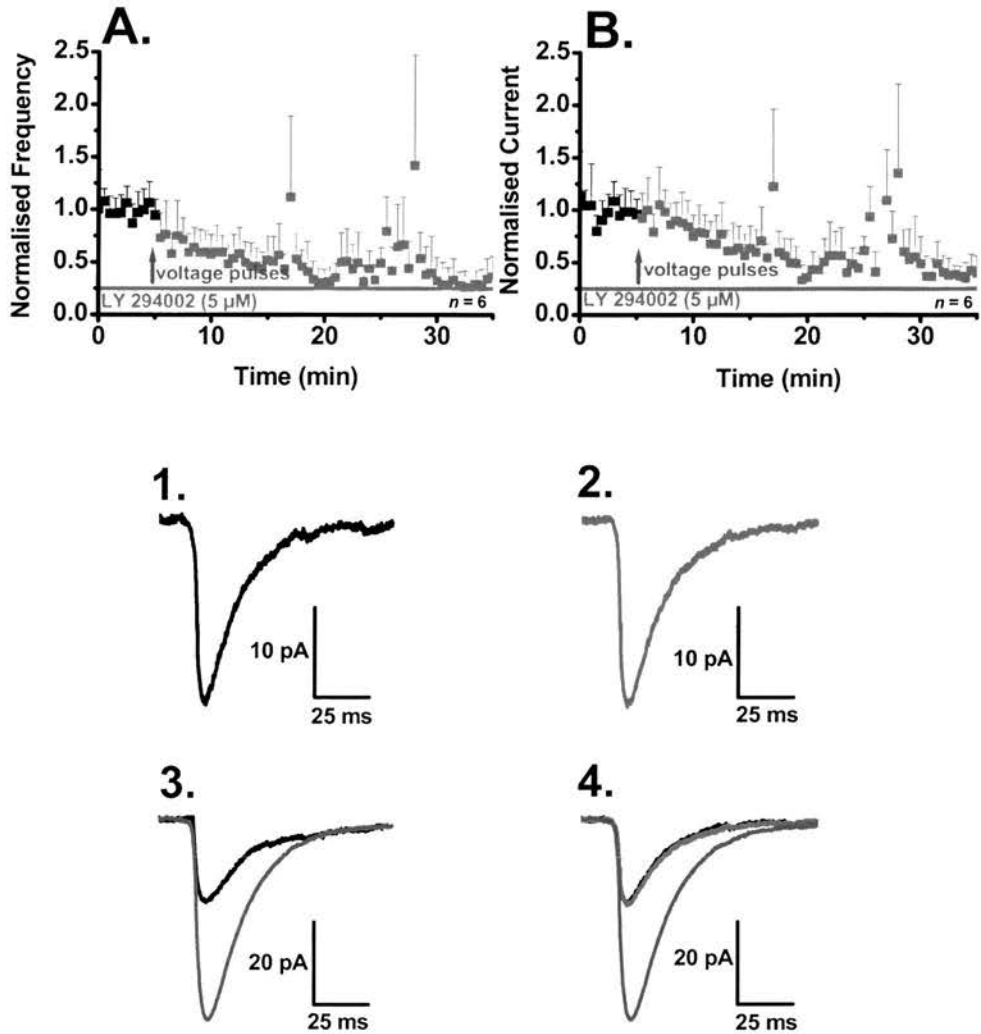 A.
Normalised Frequency
2.5
2.0
1.5
1.0
0.5
0.0
voltage pulses
LY 294002 (5 µM)
n = 6
0 10 20 30
Time (min)
B.
Normalised Current
2.5
2.0
1.5
1.0
0.5
0.0
voltage pulses
LY 294002 (5 µM)
n = 6
0 10 20 30
Time (min)
1.
10 pA
25 ms
2.
10 pA
25 ms
3.
20 pA
25 ms
4.
20 pA
25 ms